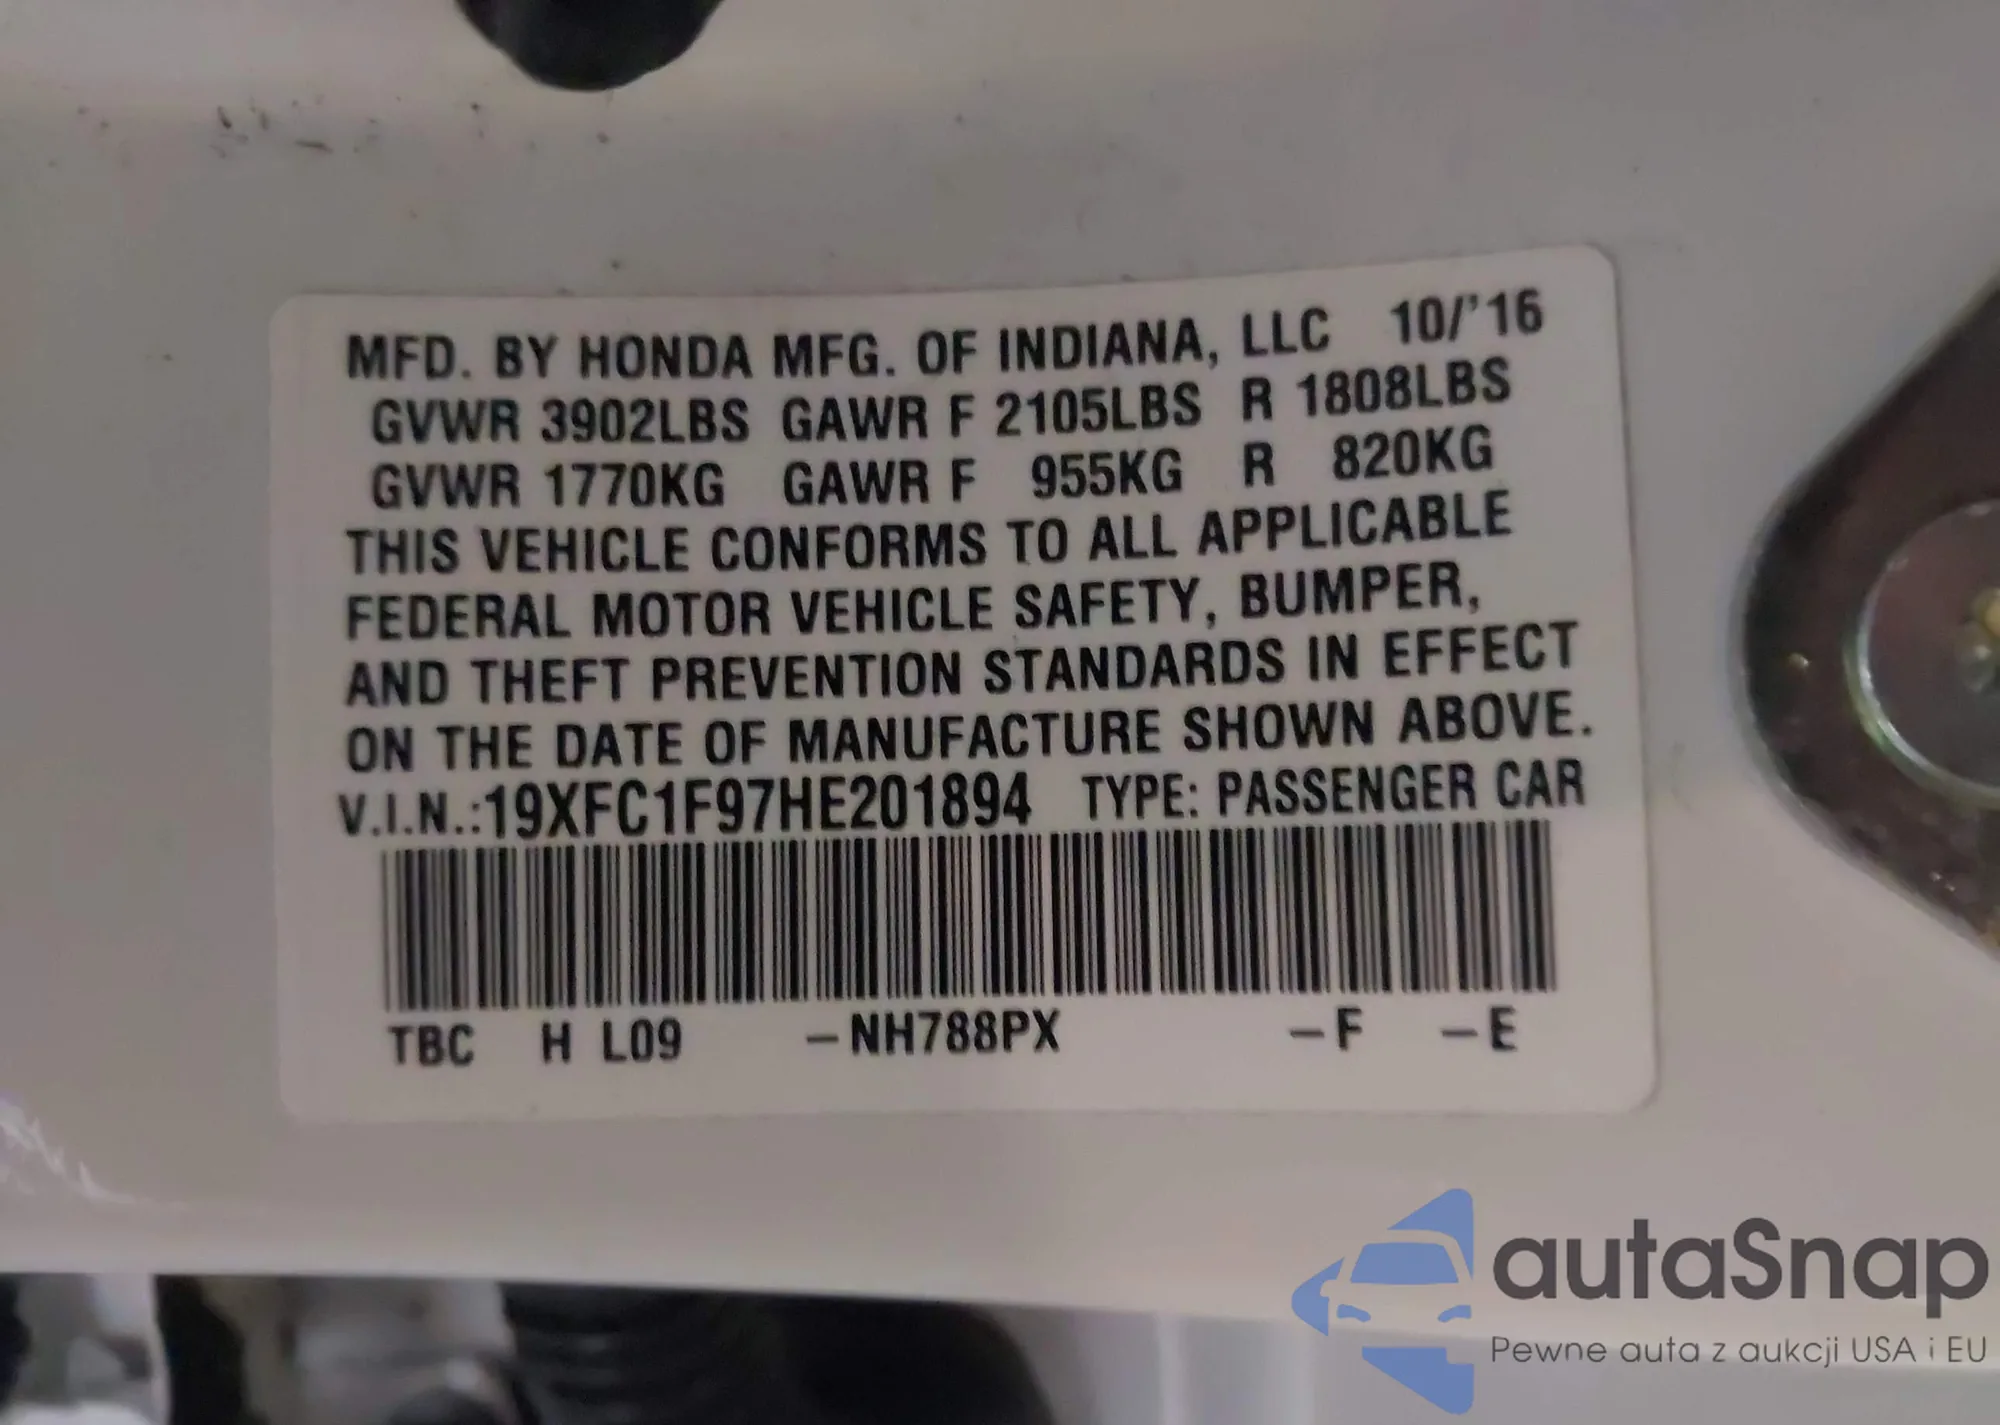 MFD. BY HONDA MFG. OF INDIANA, LLC 10/'16
GVWR 3902LBS GAWR F 2105LBS R 1808LBS
GVWR 1770KG GAWR F 955KG R 820KG
THIS VEHICLE CONFORMS TO ALL APPLICABLE
FEDERAL MOTOR VEHICLE SAFETY, BUMPER,
AND THEFT PREVENTION STANDARDS IN EFFECT
ON THE DATE OF MANUFACTURE SHOWN ABOVE.
V.I.N.:19XFC1F97HE201894 TYPE: PASSENGER CAR
TBC H L09 –NH788PX –F –E
autaSnap
Pewne auta z aukcji USA i EU